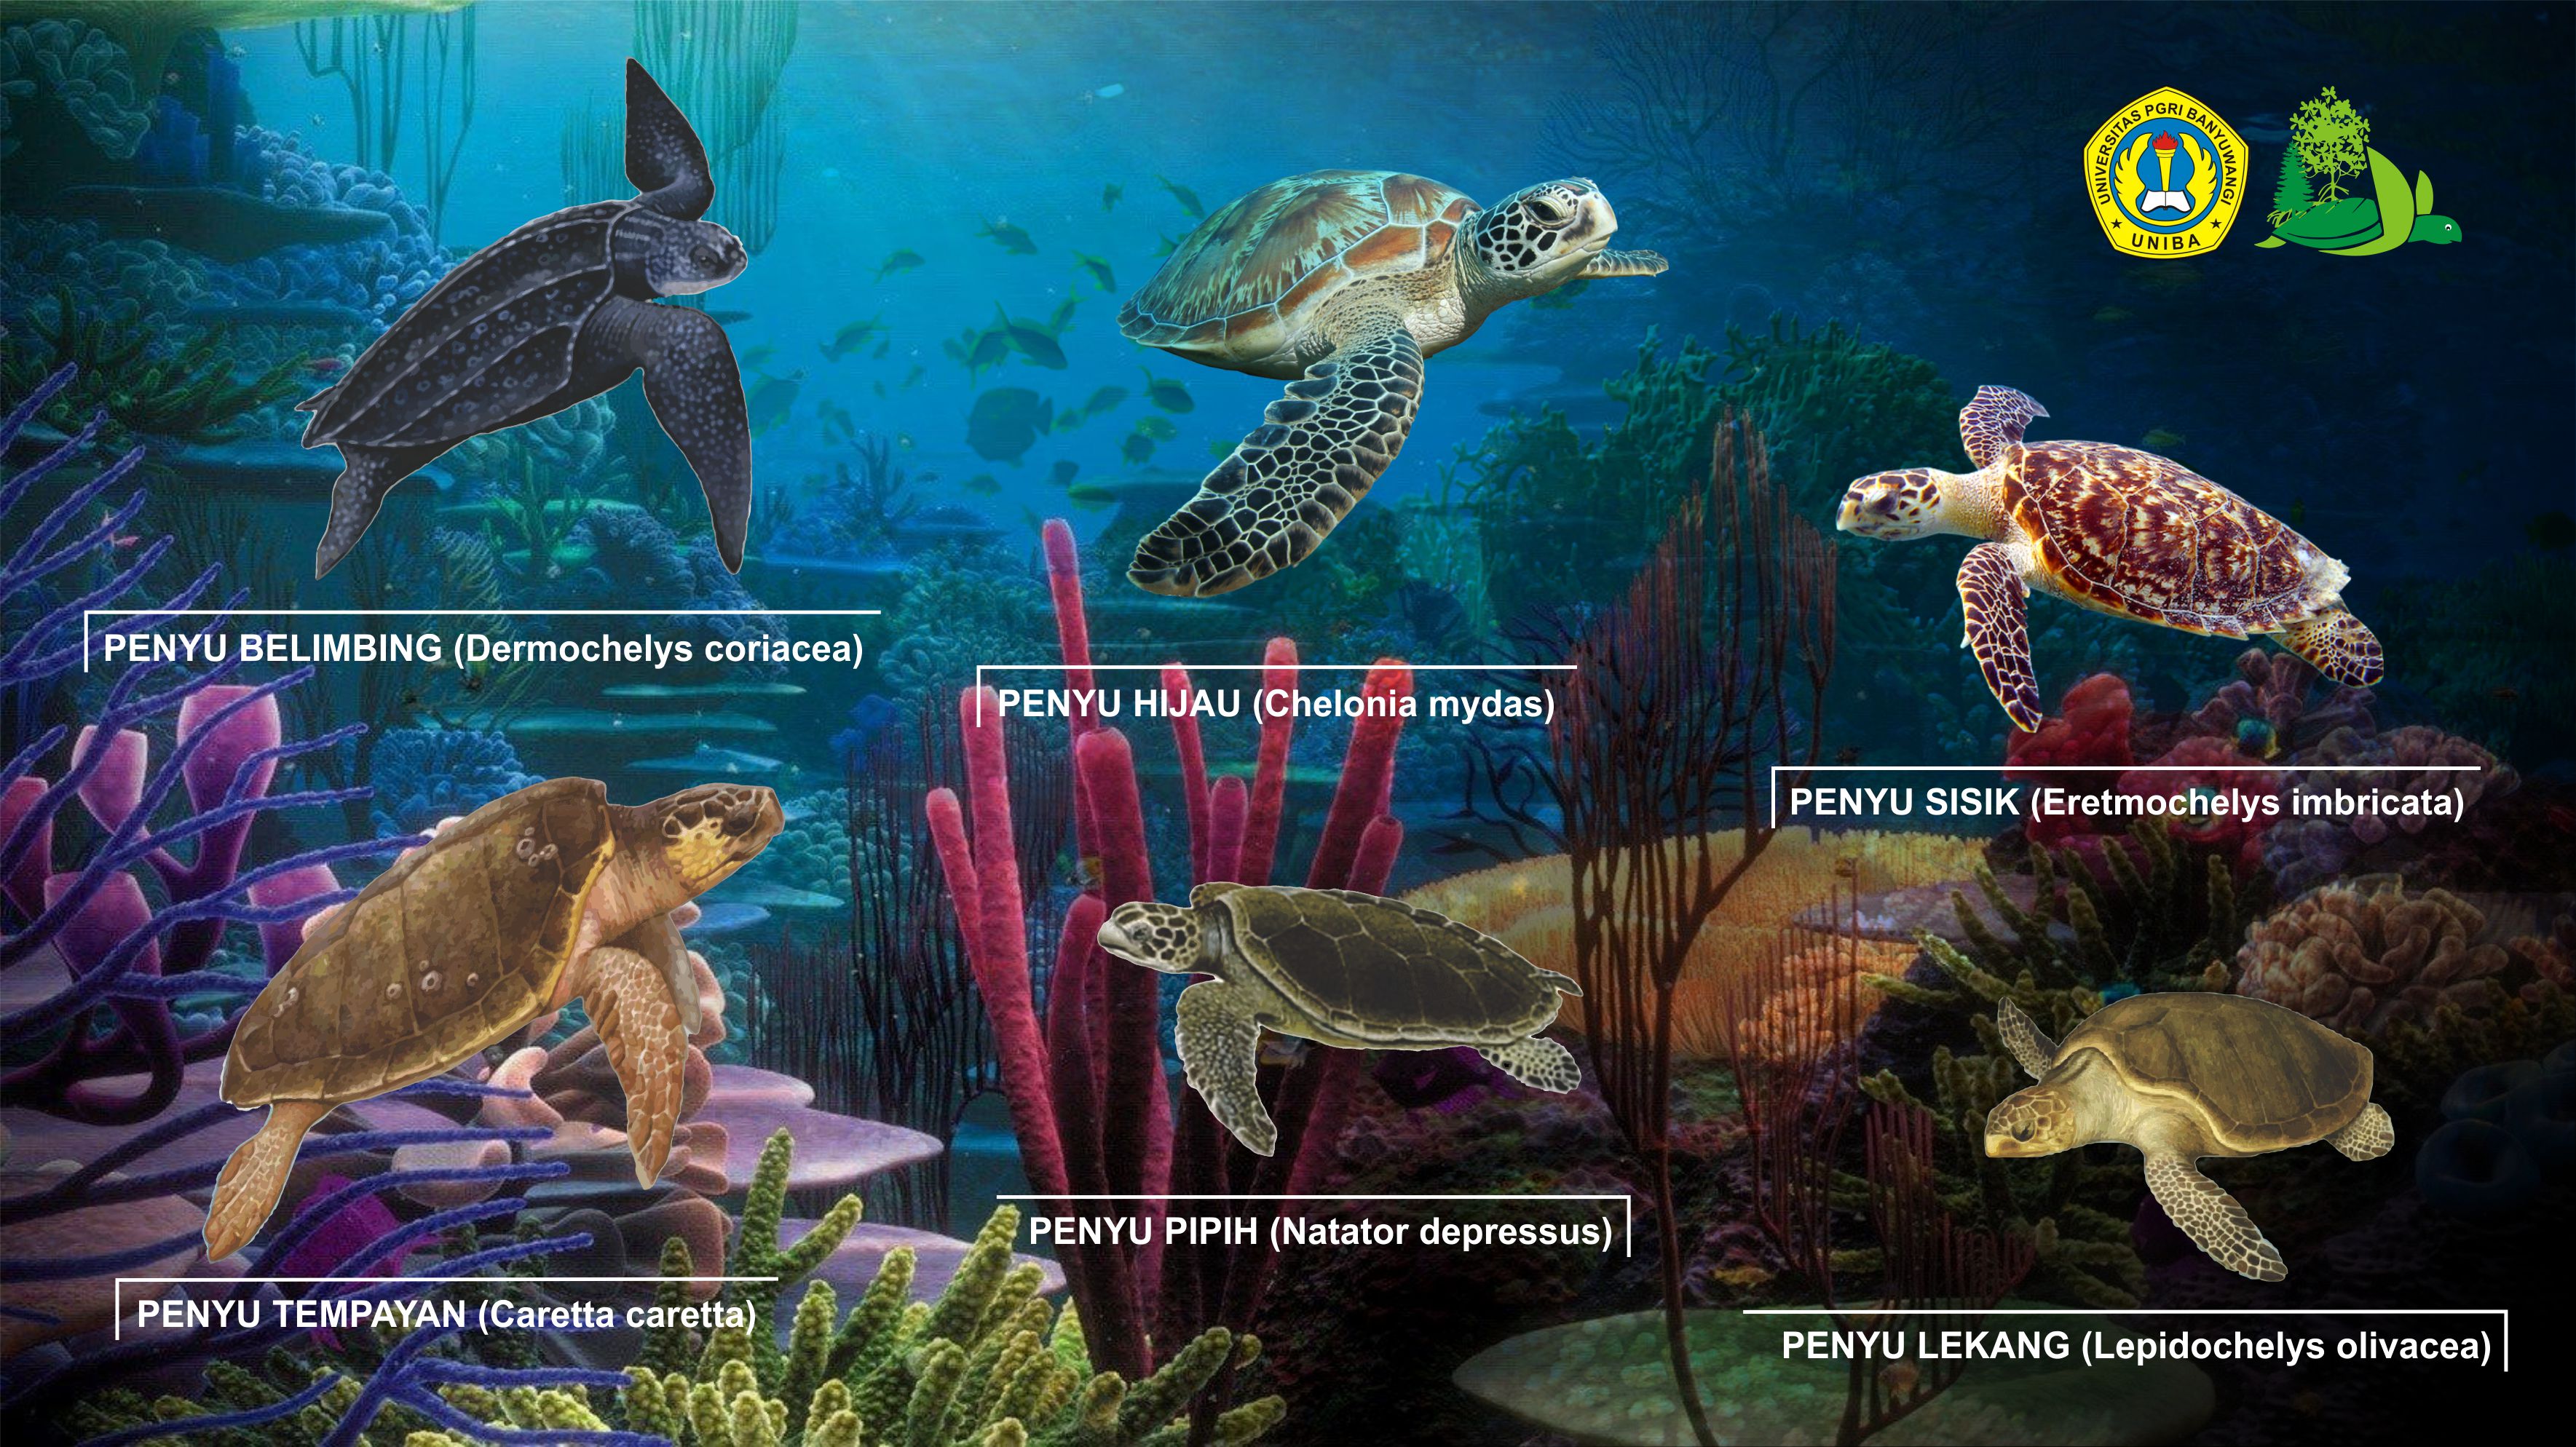 UNIVERSITAS PGRI BANYUWANGI
UNIBA
PENYU BELIMBING (Dermochelys coriacea)
PENYU HIJAU (Chelonia mydas)
PENYU SISIK (Eretmochelys imbricata)
PENYU TEMPAYAN (Caretta caretta)
PENYU PIPIH (Natator depressus)
PENYU LEKANG (Lepidochelys olivacea)